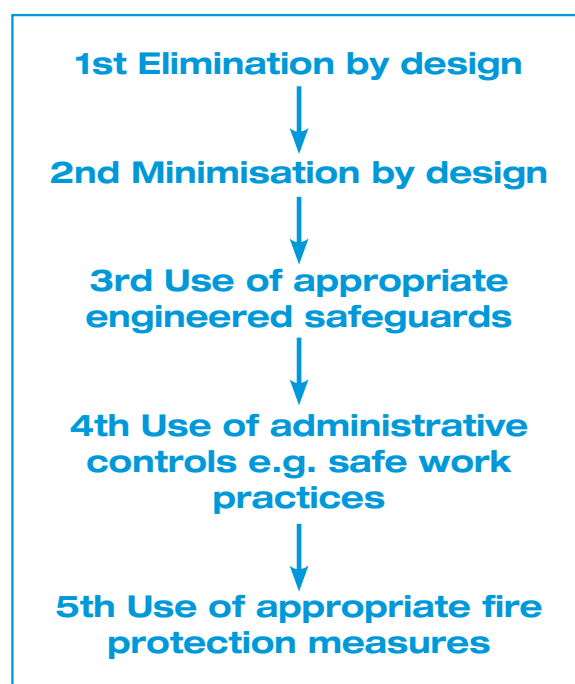 1st Elimination by design
2nd Minimisation by design
3rd Use of appropriate
engineered safeguards
4th Use of administrative
controls e.g. safe work
practices
5th Use of appropriate fire
protection measures